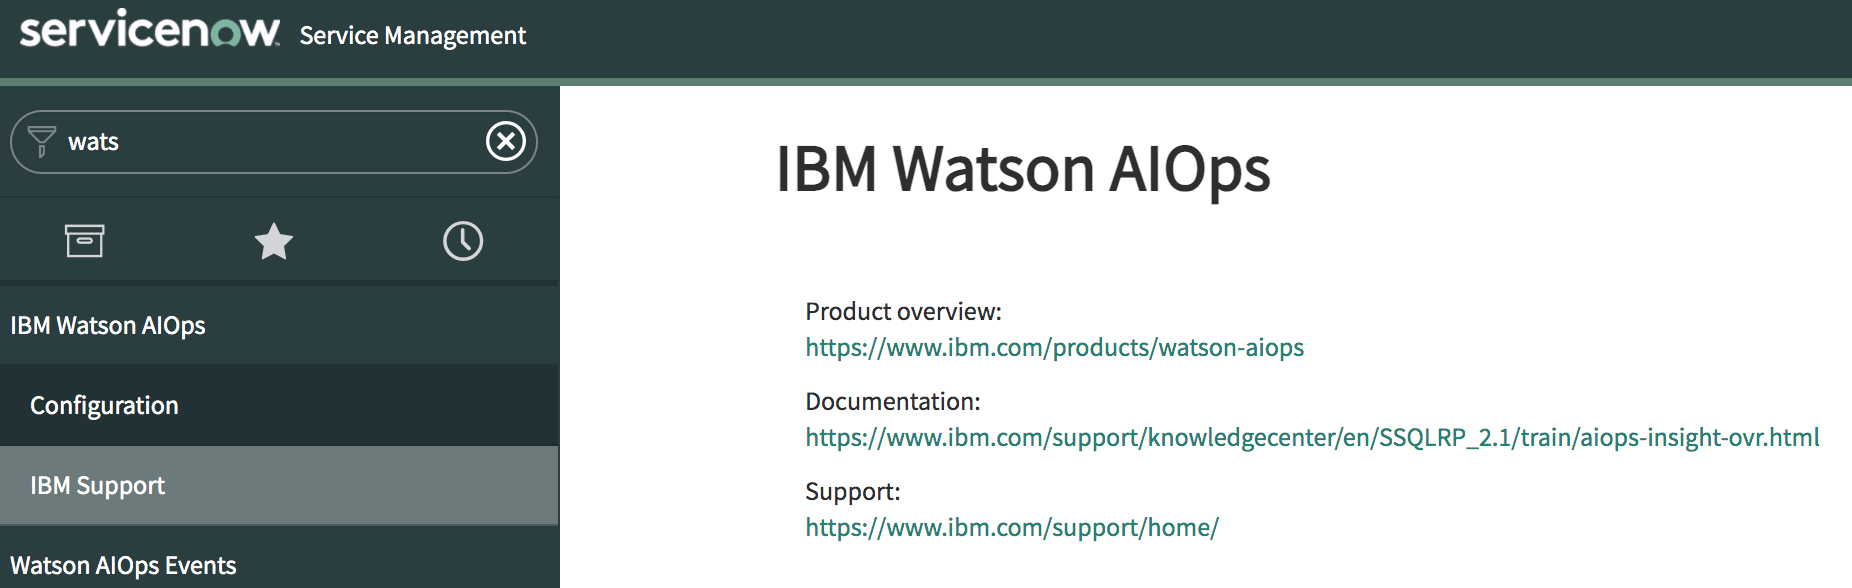 servicenow Service Management
wats
IBM Watson AIOps
Configuration
IBM Support
Watson AIOps Events
IBM Watson AIOps
Product overview:
https://www.ibm.com/products/watson-aiops
Documentation:
https://www.ibm.com/support/knowledgecenter/en/SSQLRP_2.1/train/aiops-insight-ovr.html
Support:
https://www.ibm.com/support/home/